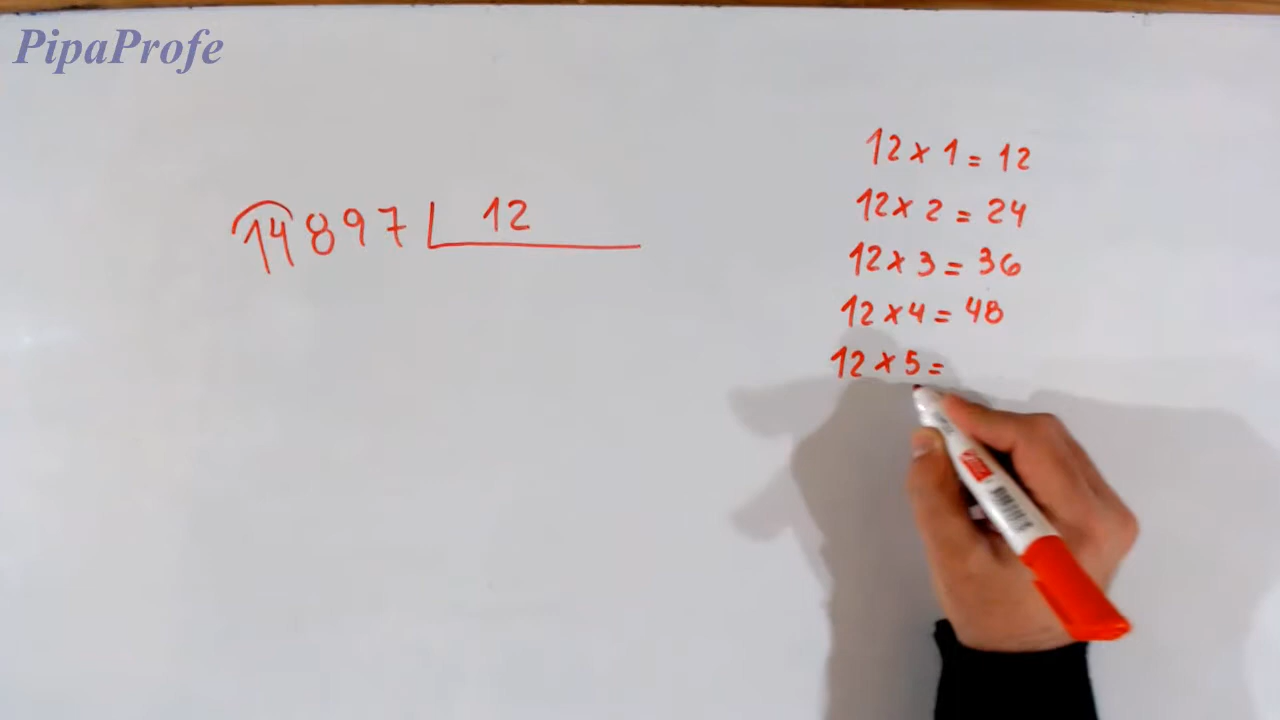 PipaProfe
14897 12
12 x 1 = 12
12 x 2 = 24
12 x 3 = 36
12 x 4 = 48
12 x 5 =